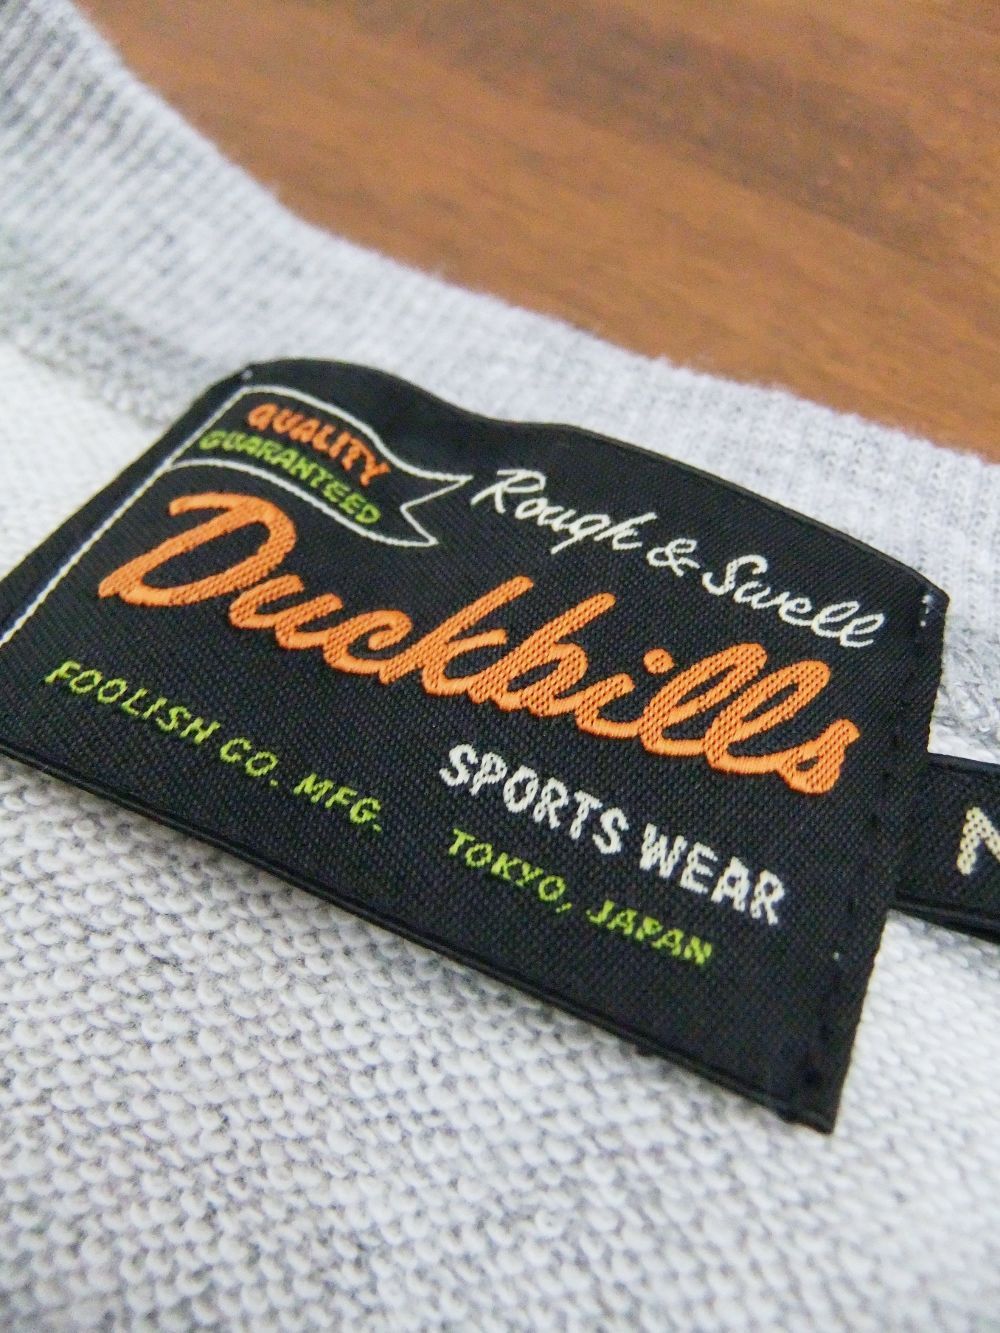 QUALITY
GUARANTEED
Rough & Swell
Duckbills
SPORTS WEAR
FOOLISH CO. MFG.
TOKYO, JAPAN